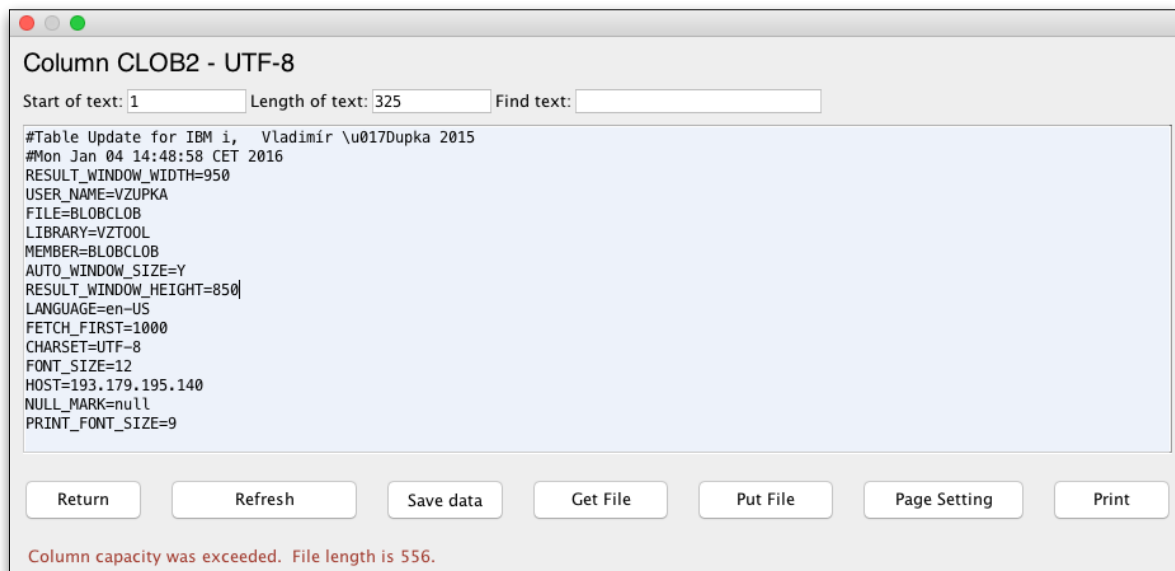 Column CLOB2 - UTF-8
Start of text: 1 Length of text: 325 Find text:
#Table Update for IBM i,   Vladimír \u017Dupka 2015
#Mon Jan 04 14:48:58 CET 2016
RESULT_WINDOW_WIDTH=950
USER_NAME=VZUPKA
FILE=BLOBCLOB
LIBRARY=VZTOOL
MEMBER=BLOBCLOB
AUTO_WINDOW_SIZE=Y
RESULT_WINDOW_HEIGHT=850
LANGUAGE=en-US
FETCH_FIRST=1000
CHARSET=UTF-8
FONT_SIZE=12
HOST=193.179.195.140
NULL_MARK=null
PRINT_FONT_SIZE=9
Return Refresh Save data Get File Put File Page Setting Print
Column capacity was exceeded.  File length is 556.